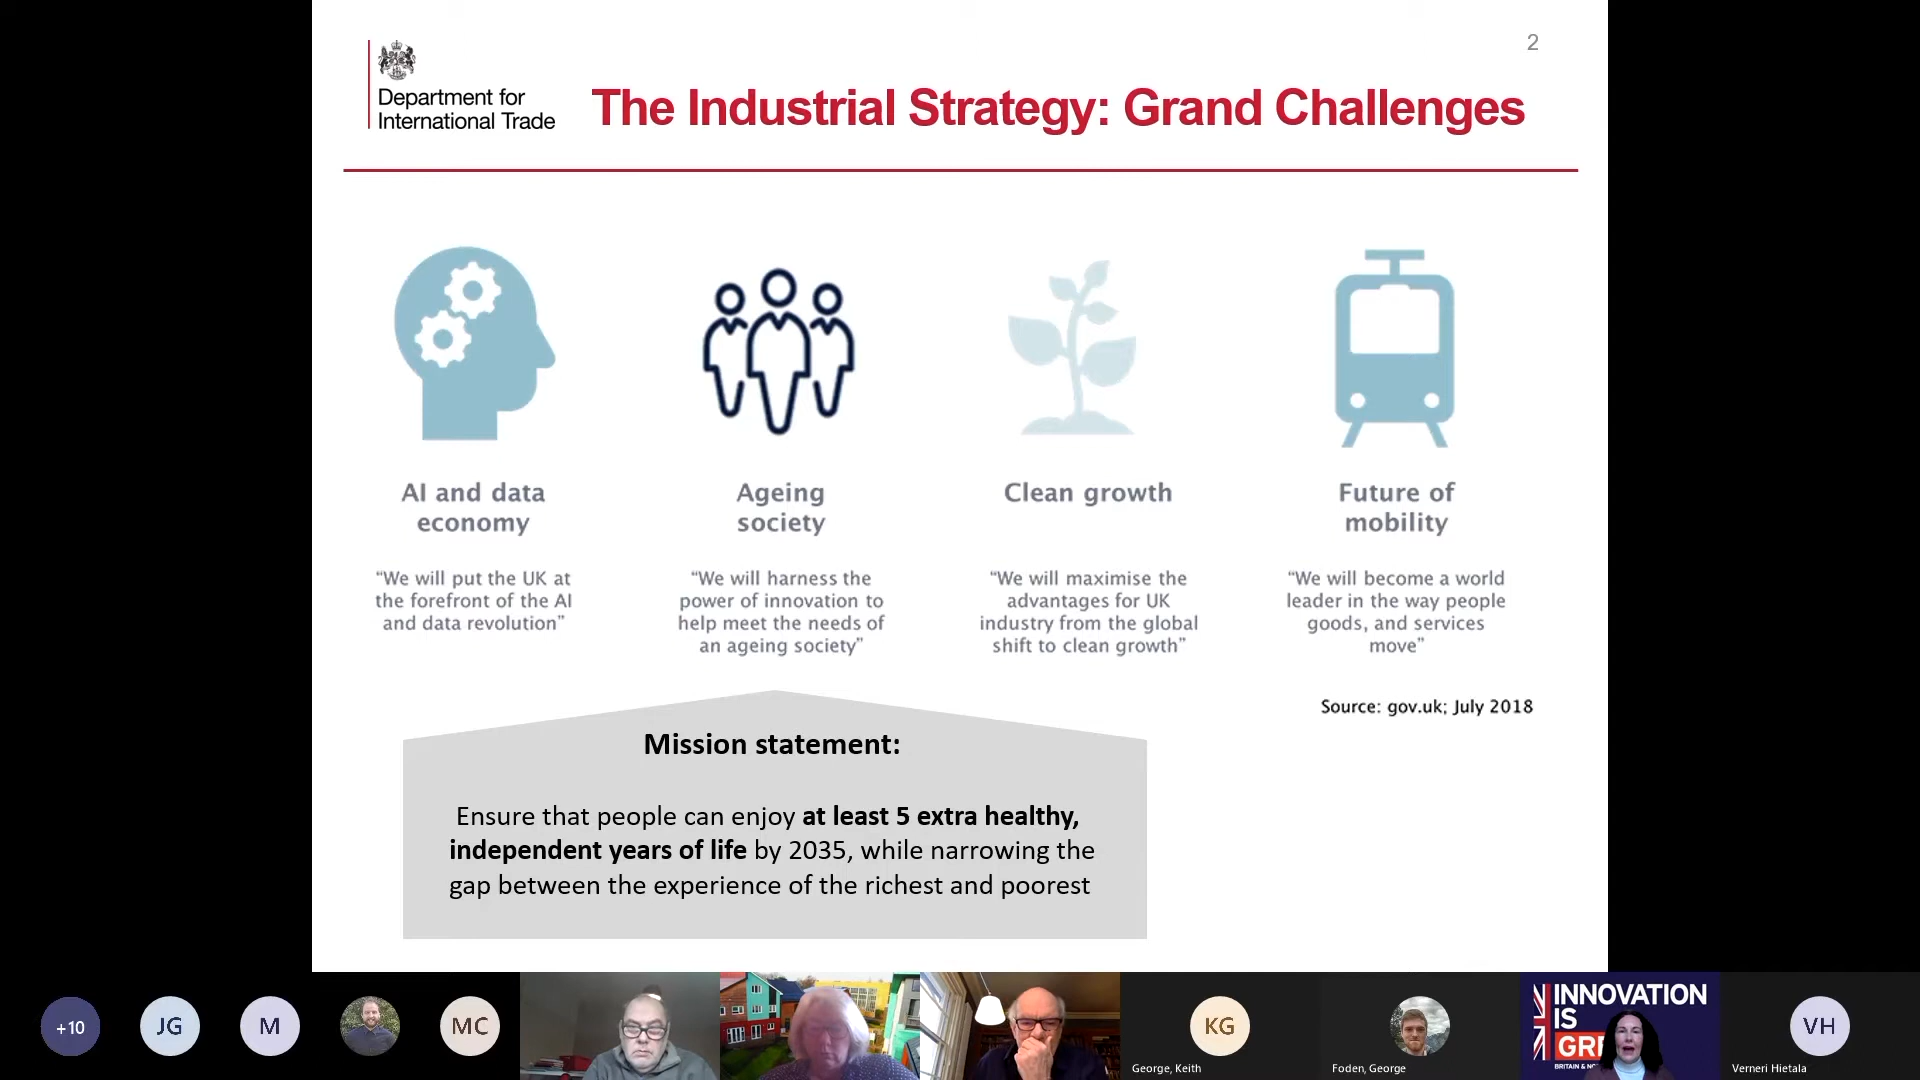 2
Department for
International Trade
The Industrial Strategy: Grand Challenges
AI and data
economy
“We will put the UK at
the forefront of the AI
and data revolution”
Ageing
society
“We will harness the
power of innovation to
help meet the needs of
an ageing society”
Clean growth
“We will maximise the
advantages for UK
industry from the global
shift to clean growth”
Future of
mobility
“We will become a world
leader in the way people
goods, and services
move”
Source: gov.uk; July 2018
Mission statement:
Ensure that people can enjoy at least 5 extra healthy,
independent years of life by 2035, while narrowing the
gap between the experience of the richest and poorest
+10
JG
M
MC
KG
George, Keith
Foden, George
INNOVATION
IS
BRITAIN &
VH
Verneri Hietala